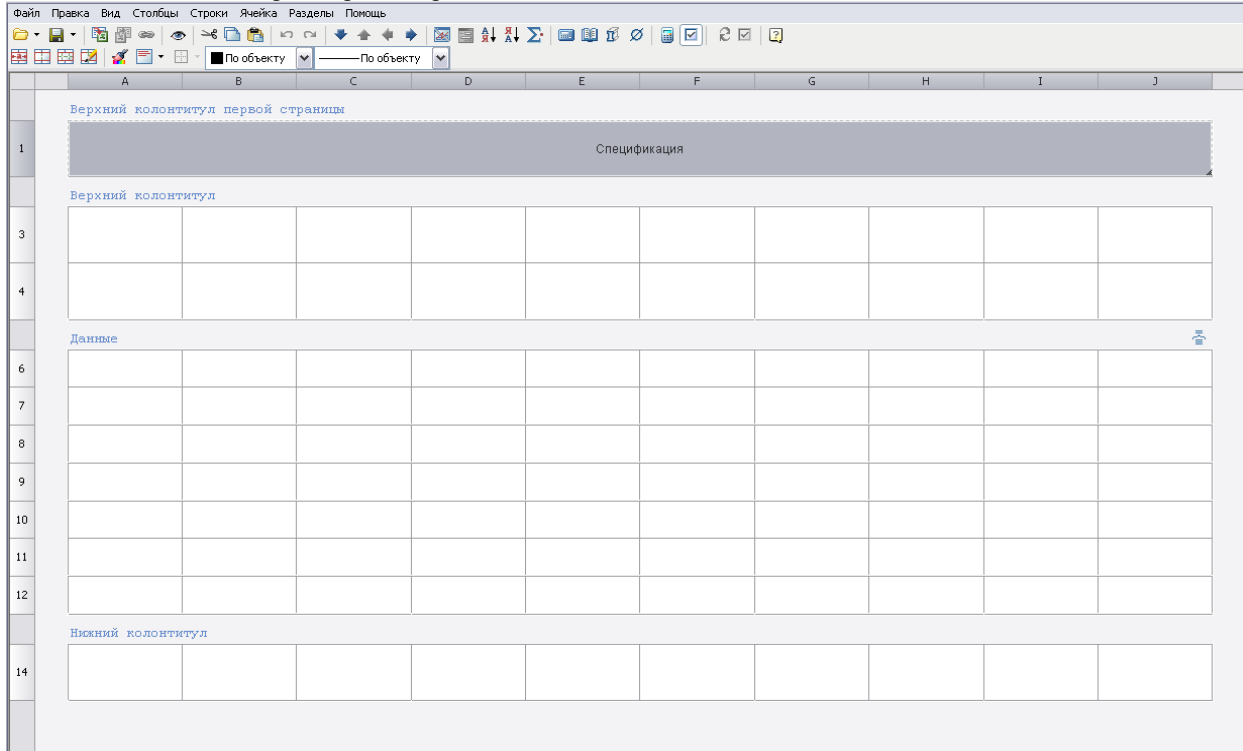 Файл Правка Вид Столбцы Строки Ячейка Разделы Помощь
По объекту По объекту
A B C D E F G H I J
Верхний колонтитул первой страницы
1 Спецификация
Верхний колонтитул
3
4
Данные
6
7
8
9
10
11
12
Нижний колонтитул
14